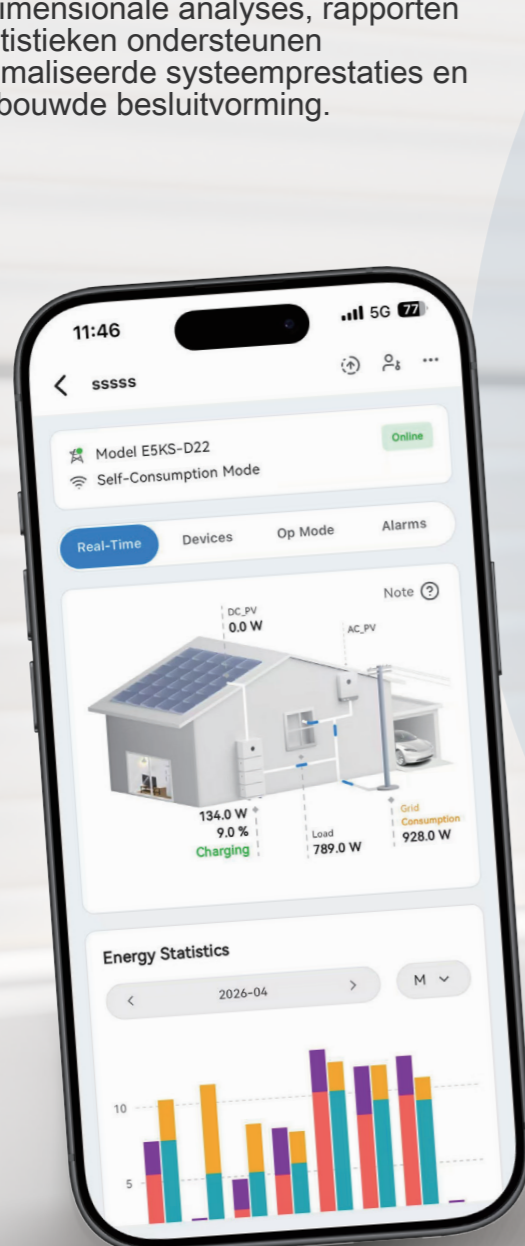 imensionale analyses, rapporten
tistieken ondersteunen
maliseerde systeemprestaties en
bouwde besluitvorming.
11:46
5G 77
sssss
Model E5KS-D22
Online
Self-Consumption Mode
Real-Time Devices Op Mode Alarms
Note ?
DC_PV
0.0 W
AC_PV
134.0 W
9.0 %
Charging
Load
789.0 W
Grid
Consumption
928.0 W
Energy Statistics
< 2026-04 >
M
10
5